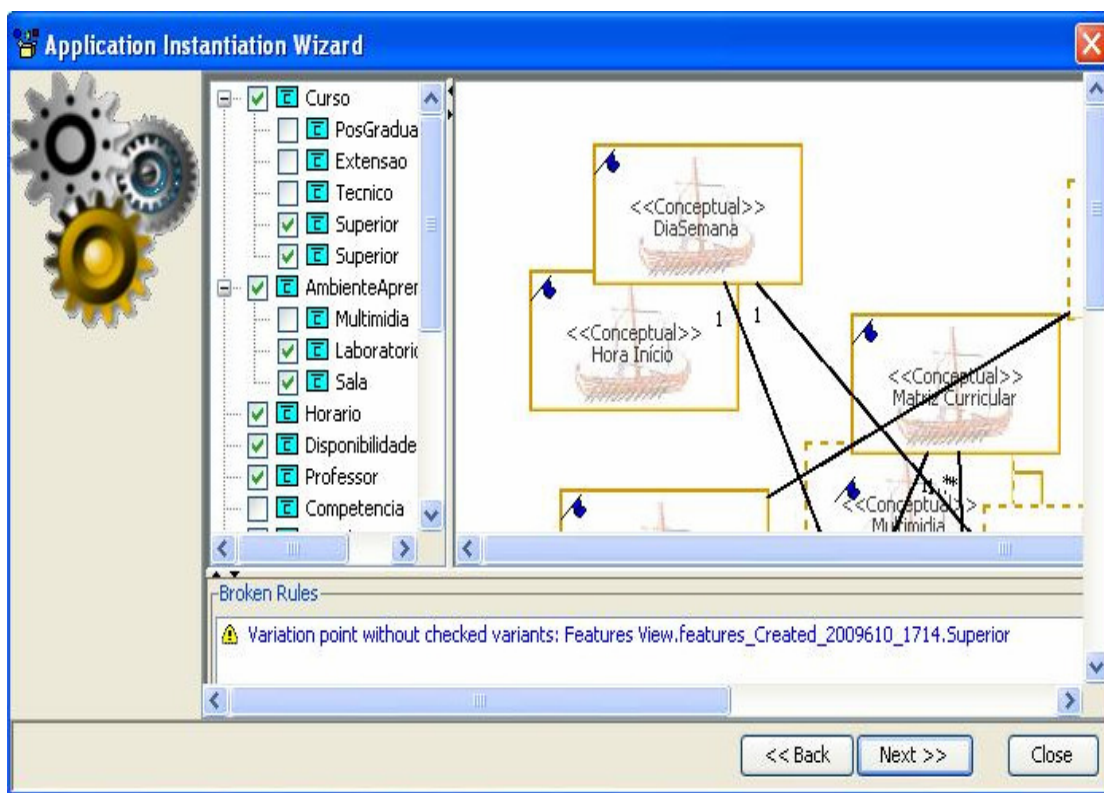 Application Instantiation Wizard
Curso
PosGradua
Extensao
Tecnico
Superior
Superior
AmbienteApren
Multimidia
Laboratorio
Sala
Horario
Disponibilidade
Professor
Competencia
<<Conceptual>>
DiaSemana
1 1
<<Conceptual>>
Hora Início
<<Conceptual>>
Matriz Curricular
<<Conceptual>>
Multimidia
Broken Rules
Variation point without checked variants: Features View.features_Created_2009610_1714.Superior
<< Back
Next >>
Close